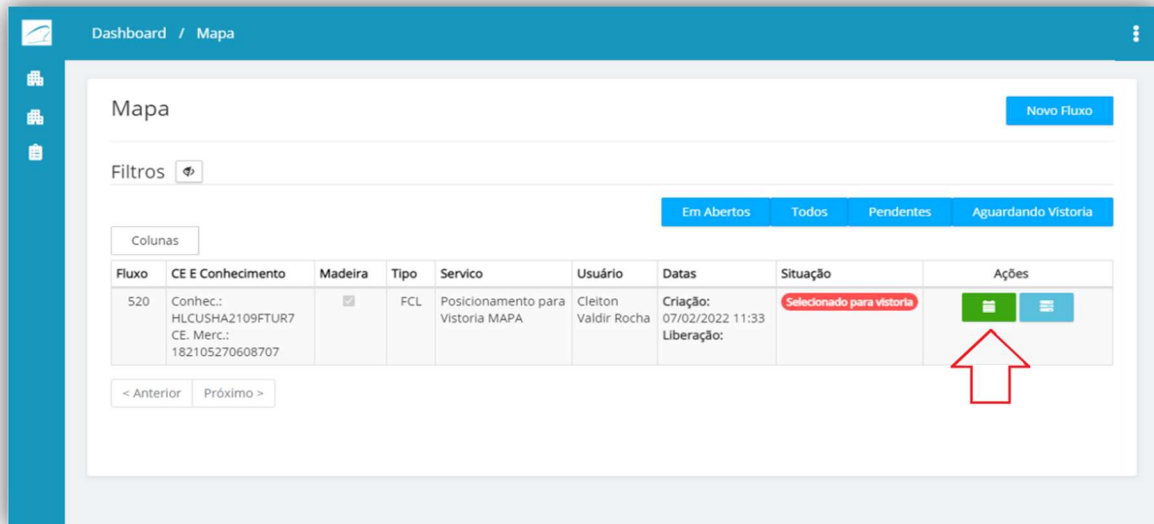 Dashboard / Mapa
Mapa
Novo Fluxo
Filtros
Em Abertos Todos Pendentes Aguardando Vistoria
Colunas
Fluxo CE E Conhecimento Madeira Tipo Servico Usuário Datas Situação Ações
520 Conhec.: FCL Posicionamento para Cleiton Criação: Selecionado para vistoria
HLCUSHA2109FTUR7 Vistoria MAPA Valdir Rocha 07/02/2022 11:33
CE. Merc.: Liberação:
182105270608707
< Anterior Próximo >